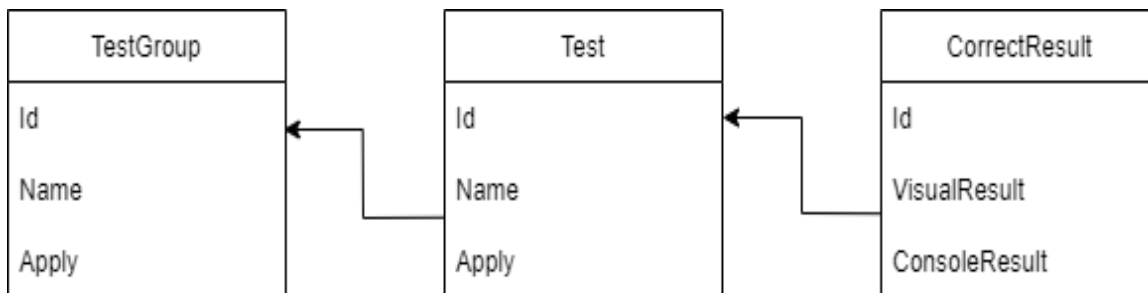 TestGroup
Id
Name
Apply
Test
Id
Name
Apply
CorrectResult
Id
VisualResult
ConsoleResult